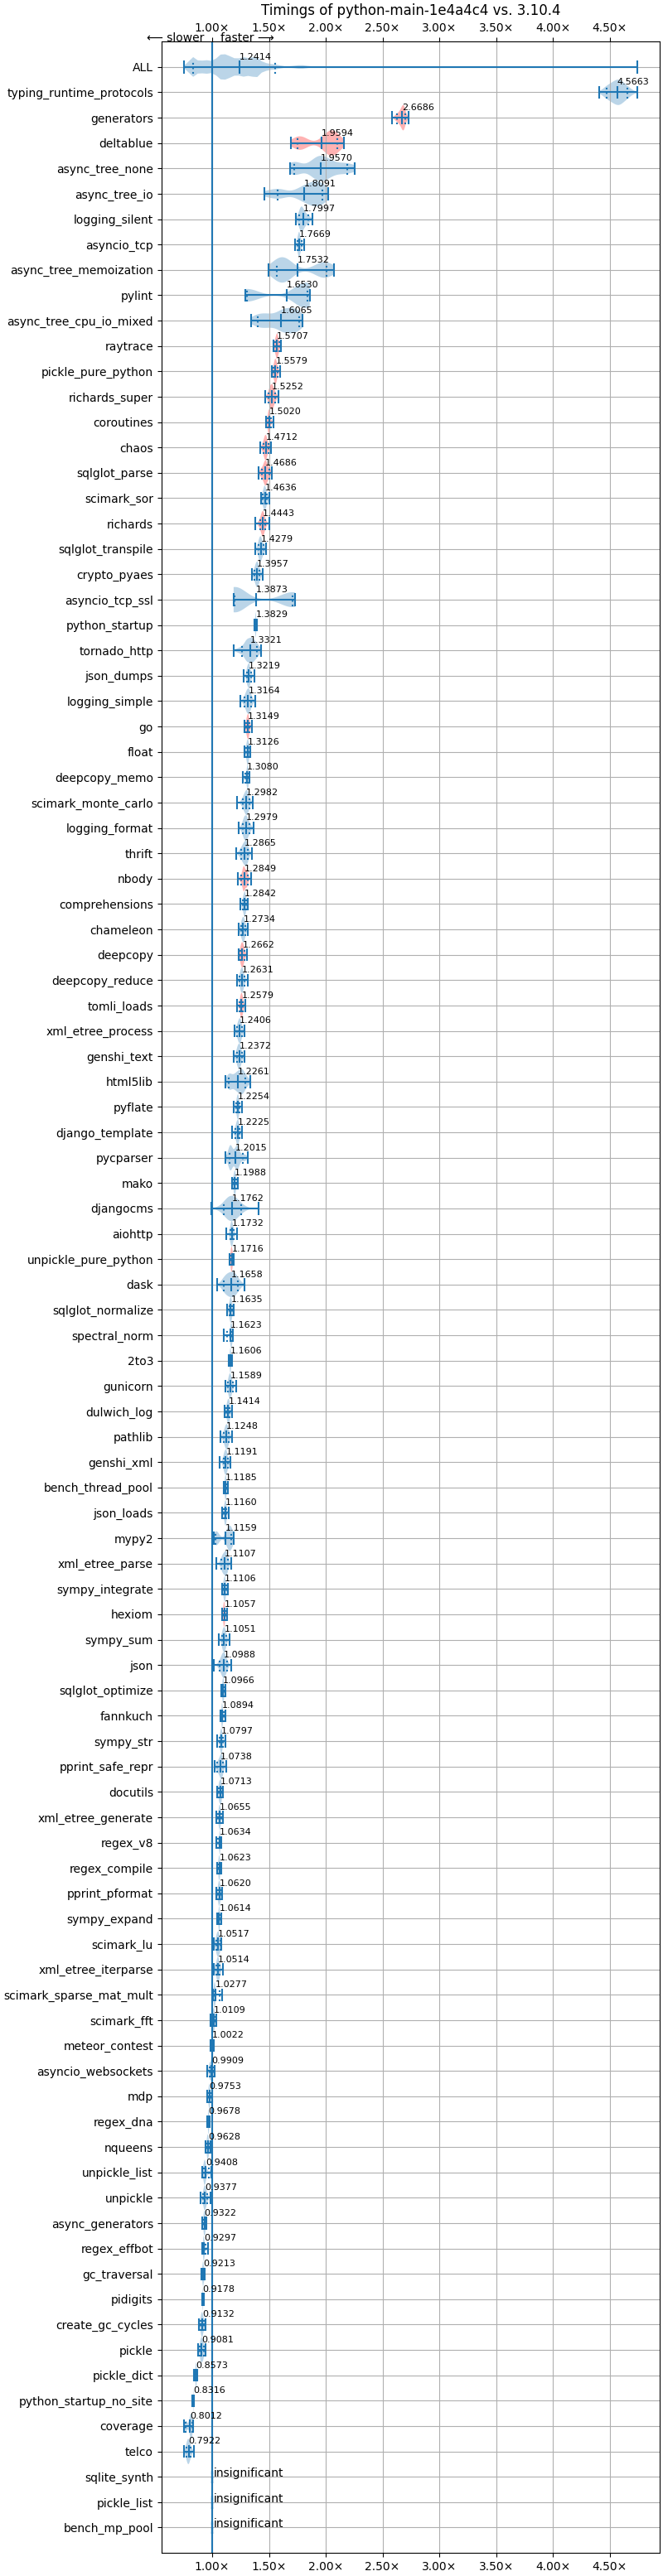 Timings of python-main-1e4a4c4 vs. 3.10.4
1.00× 1.50× 2.00× 2.50× 3.00× 3.50× 4.00× 4.50×
⟵ slower faster ⟶
ALL 1.2414
typing_runtime_protocols 4.5663
generators 2.6686
deltablue 1.9594
async_tree_none 1.9570
async_tree_io 1.8091
logging_silent 1.7997
asyncio_tcp 1.7669
async_tree_memoization 1.7532
pylint 1.6530
async_tree_cpu_io_mixed 1.6065
raytrace 1.5707
pickle_pure_python 1.5579
richards_super 1.5252
coroutines 1.5020
chaos 1.4712
sqlglot_parse 1.4686
scimark_sor 1.4636
richards 1.4443
sqlglot_transpile 1.4279
crypto_pyaes 1.3957
asyncio_tcp_ssl 1.3873
python_startup 1.3829
tornado_http 1.3321
json_dumps 1.3219
logging_simple 1.3164
go 1.3149
float 1.3126
deepcopy_memo 1.3080
scimark_monte_carlo 1.2982
logging_format 1.2979
thrift 1.2865
nbody 1.2849
comprehensions 1.2842
chameleon 1.2734
deepcopy 1.2662
deepcopy_reduce 1.2631
tomli_loads 1.2579
xml_etree_process 1.2406
genshi_text 1.2372
html5lib 1.2261
pyflate 1.2254
django_template 1.2225
pycparser 1.2015
mako 1.1988
djangocms 1.1762
aiohttp 1.1732
unpickle_pure_python 1.1716
dask 1.1658
sqlglot_normalize 1.1635
spectral_norm 1.1623
2to3 1.1606
gunicorn 1.1589
dulwich_log 1.1414
pathlib 1.1248
genshi_xml 1.1191
bench_thread_pool 1.1185
json_loads 1.1160
mypy2 1.1159
xml_etree_parse 1.1107
sympy_integrate 1.1106
hexiom 1.1057
sympy_sum 1.1051
json 1.0988
sqlglot_optimize 1.0966
fannkuch 1.0894
sympy_str 1.0797
pprint_safe_repr 1.0738
docutils 1.0713
xml_etree_generate 1.0655
regex_v8 1.0634
regex_compile 1.0623
pprint_pformat 1.0620
sympy_expand 1.0614
scimark_lu 1.0517
xml_etree_iterparse 1.0514
scimark_sparse_mat_mult 1.0277
scimark_fft 1.0109
meteor_contest 1.0022
asyncio_websockets 0.9909
mdp 0.9753
regex_dna 0.9678
nqueens 0.9628
unpickle_list 0.9408
unpickle 0.9377
async_generators 0.9322
regex_effbot 0.9297
gc_traversal 0.9213
pidigits 0.9178
create_gc_cycles 0.9132
pickle 0.9081
pickle_dict 0.8573
python_startup_no_site 0.8316
coverage 0.8012
telco 0.7922
sqlite_synth insignificant
pickle_list insignificant
bench_mp_pool insignificant
1.00× 1.50× 2.00× 2.50× 3.00× 3.50× 4.00× 4.50×